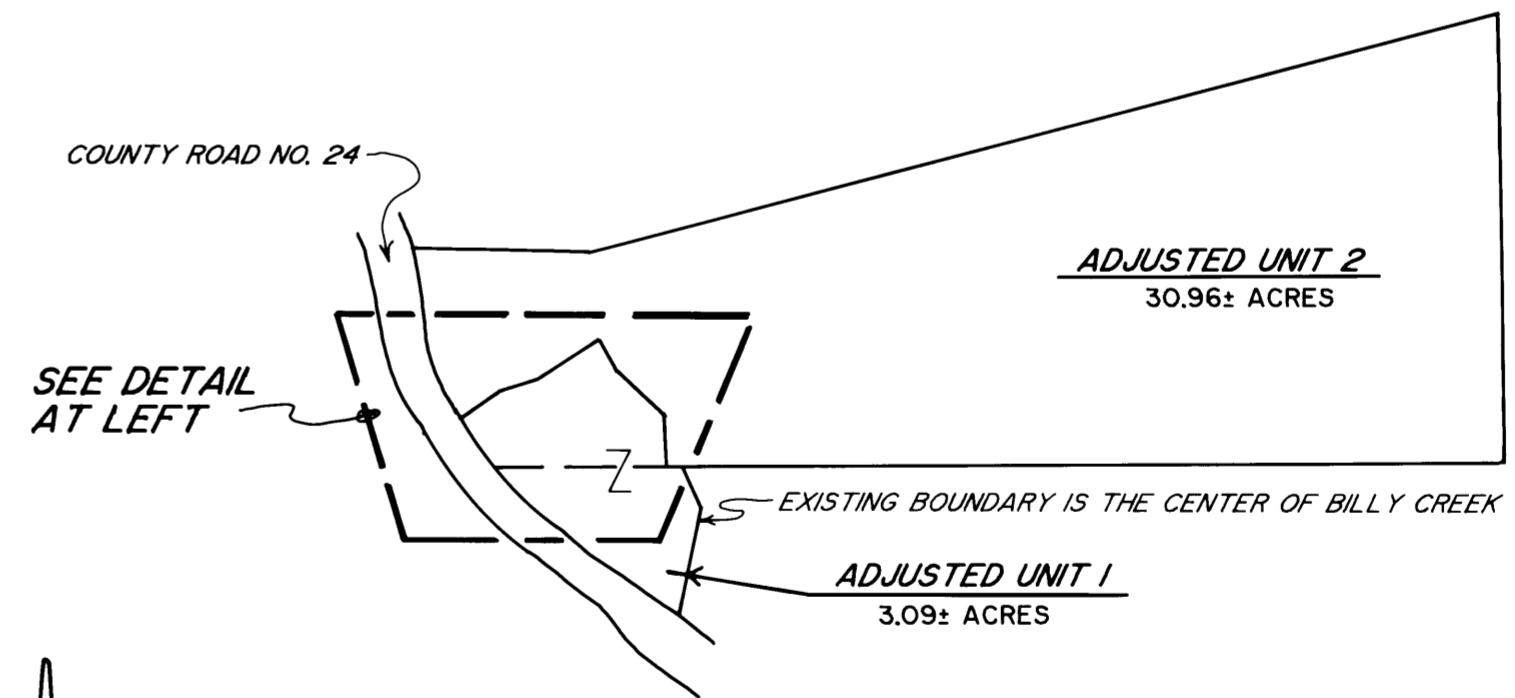 COUNTY ROAD NO. 24
ADJUSTED UNIT 2
30.96± ACRES
SEE DETAIL
AT LEFT
EXISTING BOUNDARY IS THE CENTER OF BILLY CREEK
ADJUSTED UNIT 1
3.09± ACRES